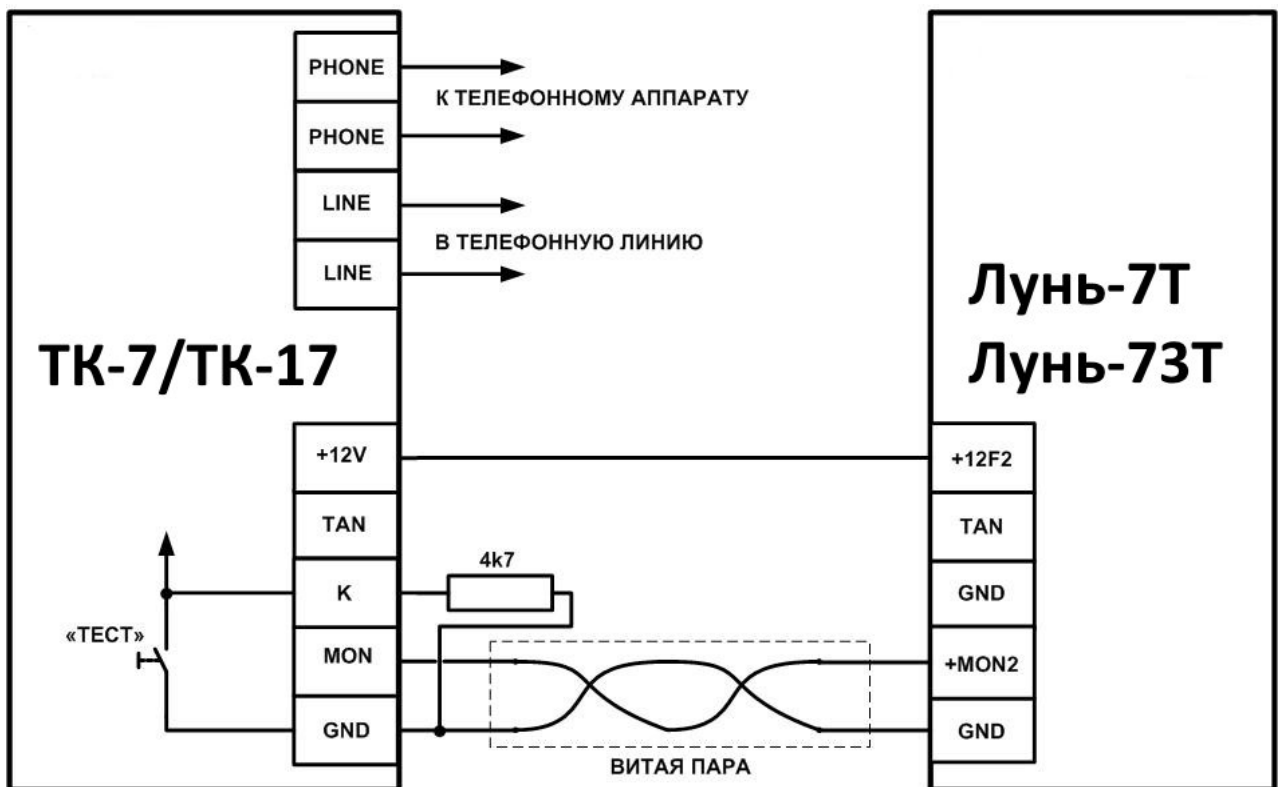 PHONE
К ТЕЛЕФОННОМУ АППАРАТУ
PHONE
LINE
В ТЕЛЕФОННУЮ ЛИНИЮ
LINE
ТК-7/ТК-17
Лунь-7Т
Лунь-73Т
+12V
+12F2
TAN
TAN
4k7
K
GND
«ТЕСТ»
MON
+MON2
GND
GND
ВИТАЯ ПАРА